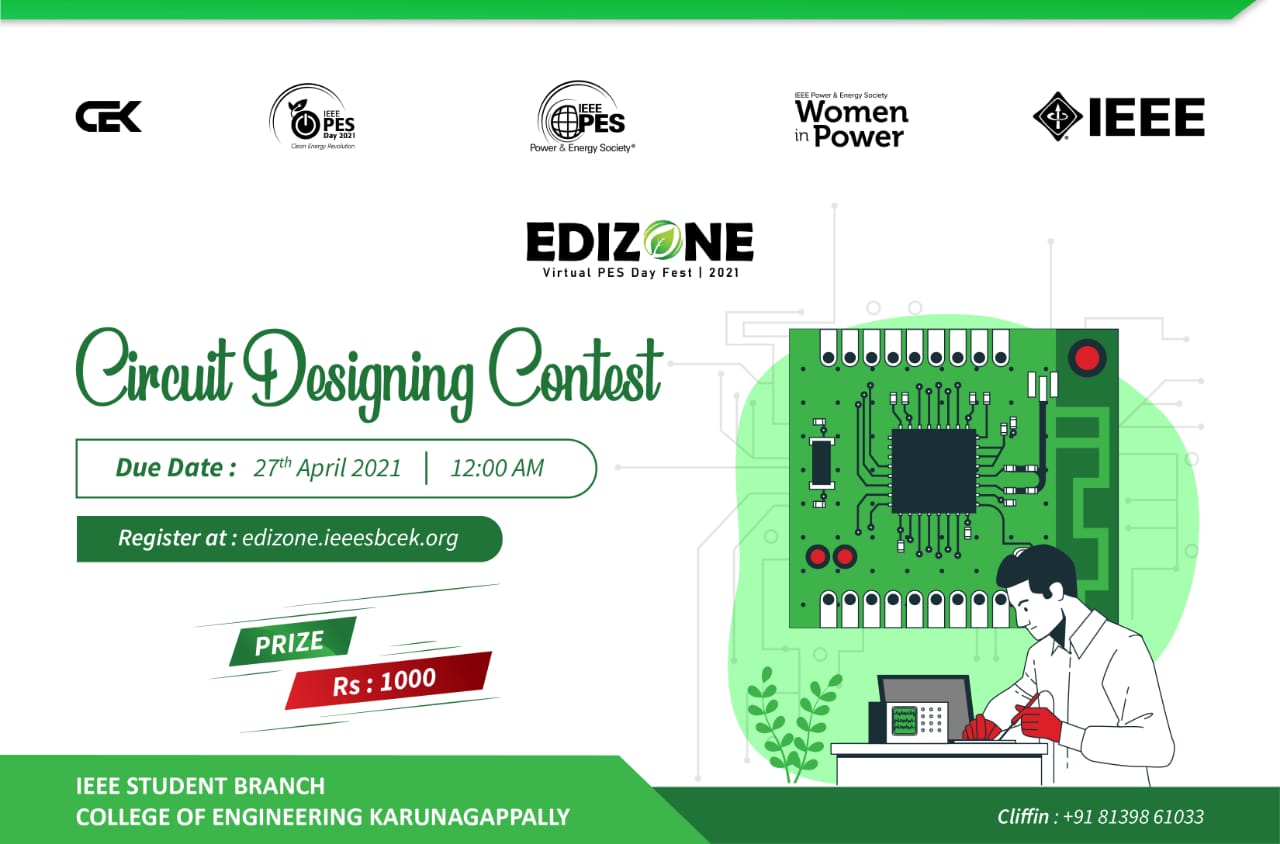 CEK
IEEE
PES
Day 2021
Clean Energy Revolution
IEEE
PES
Power & Energy Society®
IEEE Power & Energy Society
Women
in Power
IEEE
EDIZONE
Virtual PES Day Fest | 2021
Circuit Designing Contest
Due Date : 27th April 2021 | 12:00 AM
Register at : edizone.ieeesbcek.org
PRIZE
Rs : 1000
IEEE STUDENT BRANCH
COLLEGE OF ENGINEERING KARUNAGAPPALLY
Cliffin : +91 81398 61033